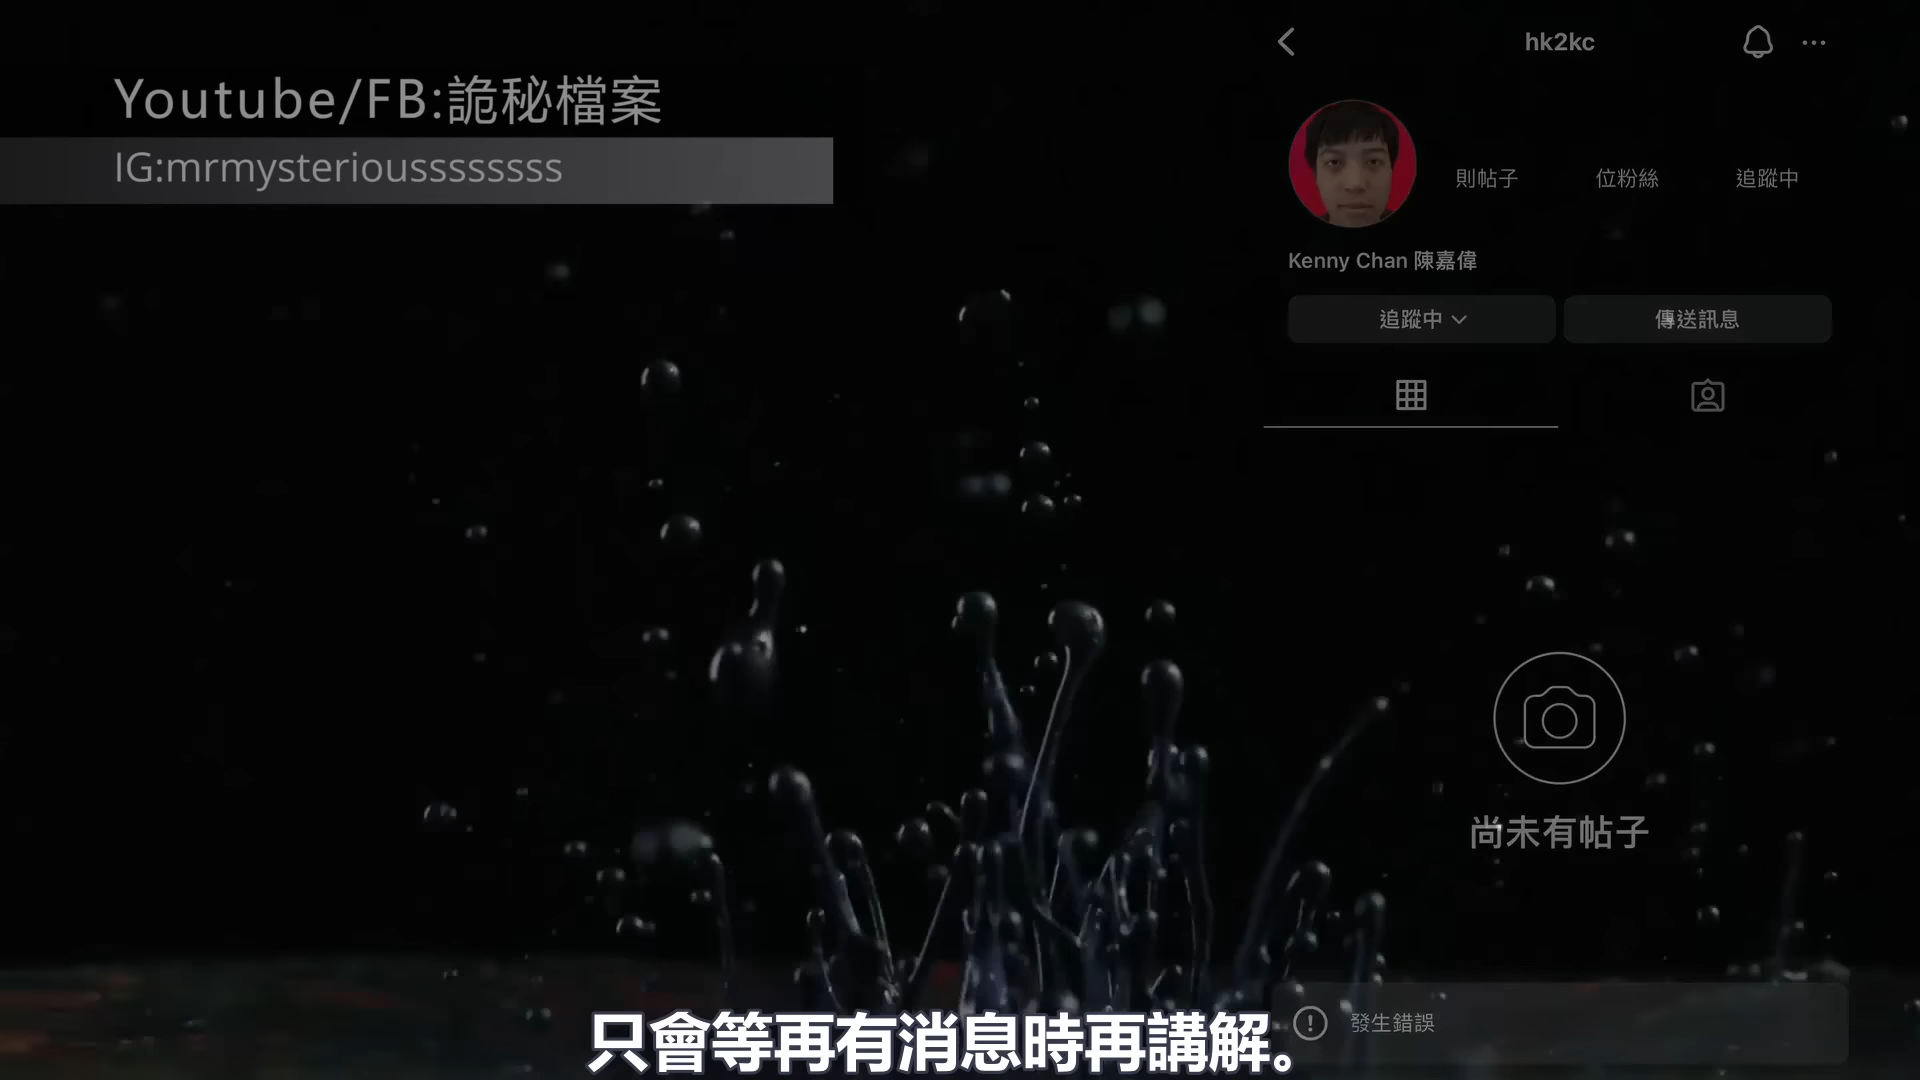 Youtube/FB:詭秘檔案
IG:mrmysteriousssssssss
hk2kc
則帖子
位粉絲
追蹤中
Kenny Chan 陳嘉偉
追蹤中
傳送訊息
尚未有帖子
發生錯誤
只會等再有消息時再講解。